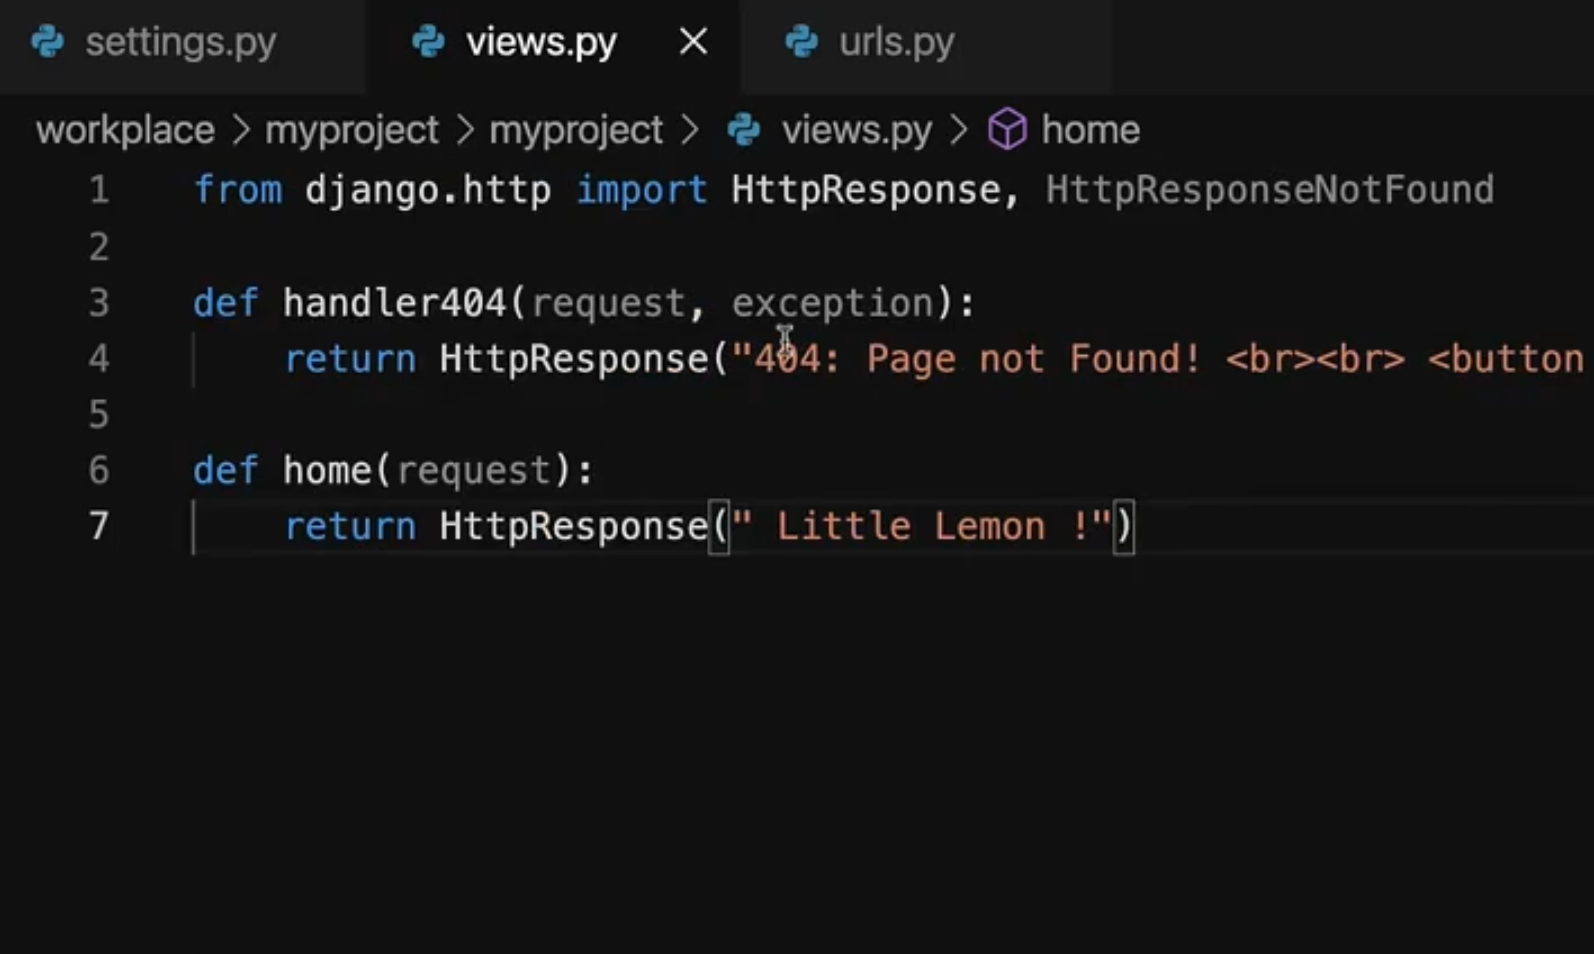 settings.py views.py urls.py
workplace > myproject > myproject > views.py > home
1 from django.http import HttpResponse, HttpResponseNotFound
2
3 def handler404(request, exception):
4 return HttpResponse("404: Page not Found! <br><br> <button
5
6 def home(request):
7 return HttpResponse(" Little Lemon !")